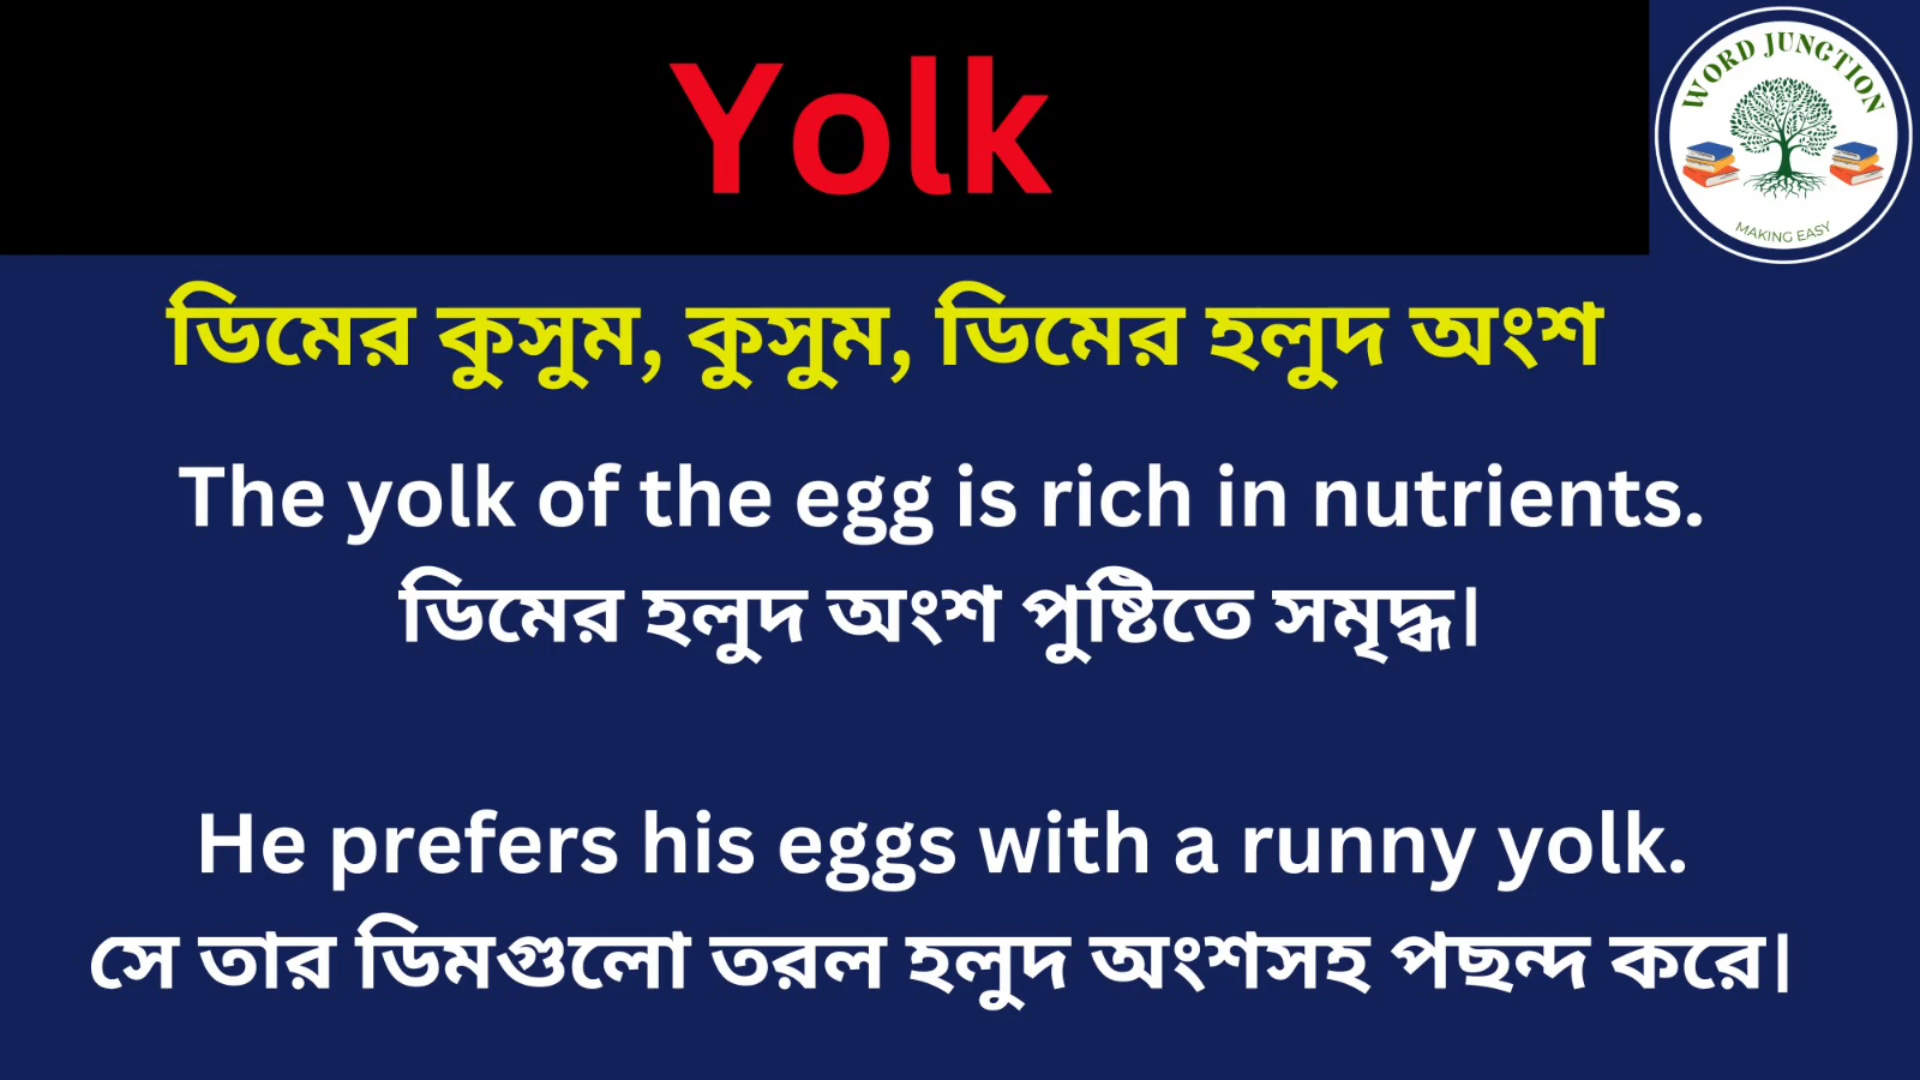 Yolk
WORD JUNCTION
MAKING EASY
ডিমের কুসুম, কুসুম, ডিমের হলুদ অংশ
The yolk of the egg is rich in nutrients.
ডিমের হলুদ অংশ পুষ্টিতে সমৃদ্ধ।
He prefers his eggs with a runny yolk.
সে তার ডিমগুলো তরল হলুদ অংশসহ পছন্দ করে।